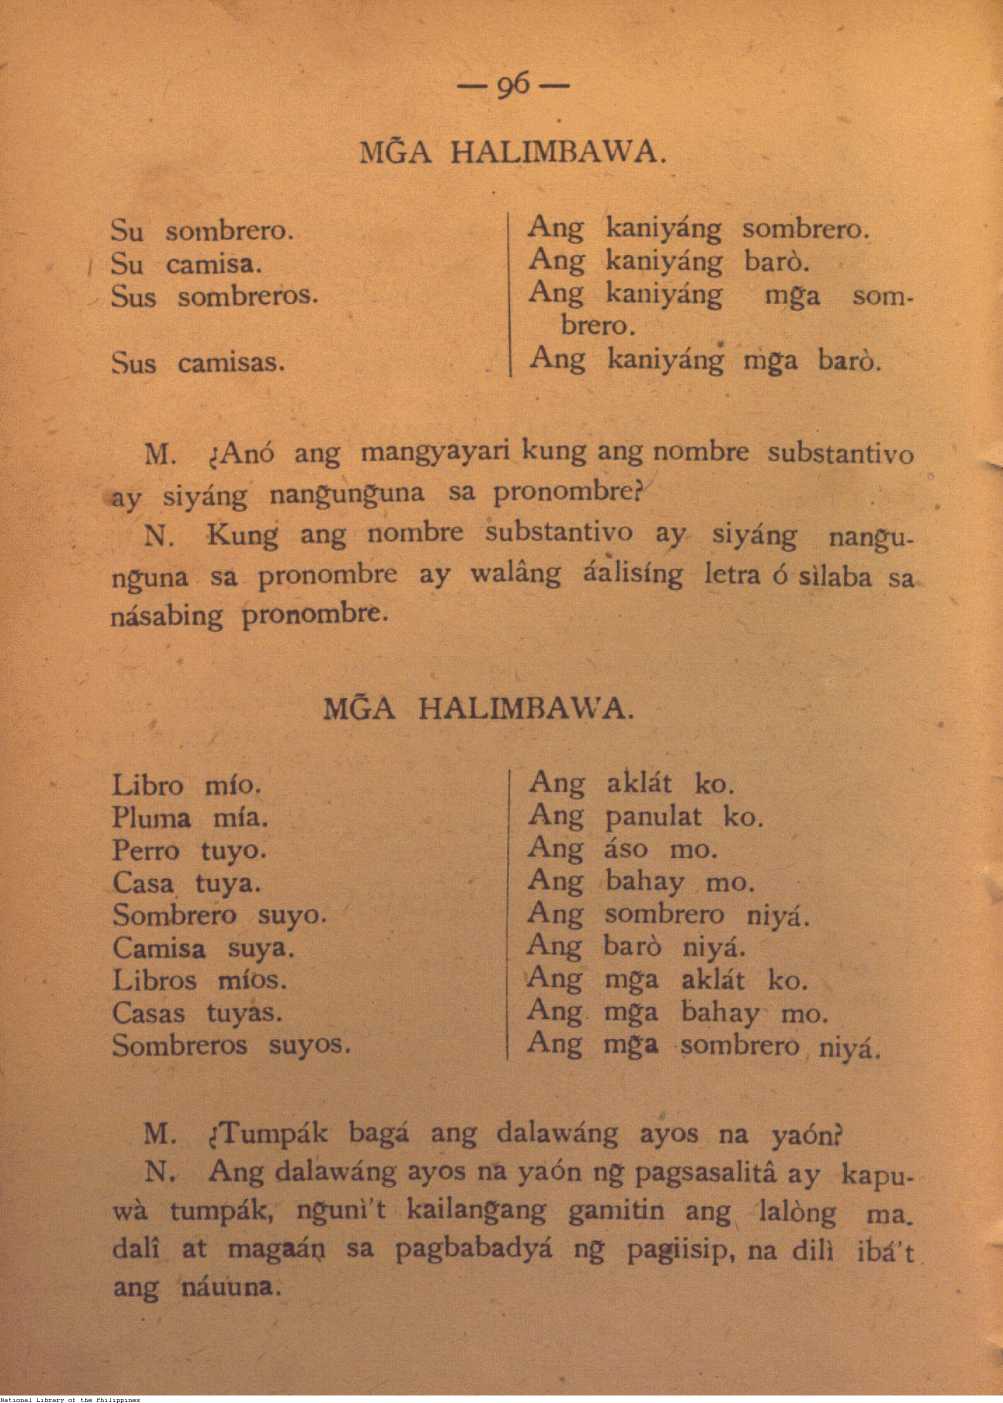 — 96 —
MG̃A HALIMBAWA.
Su sombrero. Ang kaniyáng sombrero.
Su camisa. Ang kaniyáng barò.
Sus sombreros. Ang kaniyáng mg̃a som-
brero.
Sus camisas. Ang kaniyáng mg̃a barò.
M. ¿Anó ang mangyayari kung ang nombre substantivo
ay siyáng nang̃ung̃una sa pronombre?
N. Kung ang nombre substantivo ay siyáng nang̃u-
ng̃una sa pronombre ay walâng áalisíng letra ó silaba sa
násabing pronombre.
MG̃A HALIMBAWA.
Libro mío. Ang aklát ko.
Pluma mía. Ang panulat ko.
Perro tuyo. Ang áso mo.
Casa tuya. Ang bahay mo.
Sombrero suyo. Ang sombrero niyá.
Camisa suya. Ang barò niyá.
Libros míos. Ang mg̃a aklát ko.
Casas tuyas. Ang mg̃a bahay mo.
Sombreros suyos. Ang mg̃a sombrero niyá.
M. ¿Tumpák bagá ang dalawáng ayos na yaón?
N. Ang dalawáng ayos na yaón ng̃ pagsasalitâ ay kapu-
wà tumpák, ng̃unì't kailang̃ang gamitin ang lalòng ma.
dalî at magaán sa pagbabadyá ng̃ pagiisip, na dilì ibá't
ang náuuna.
National Library of the Philippines